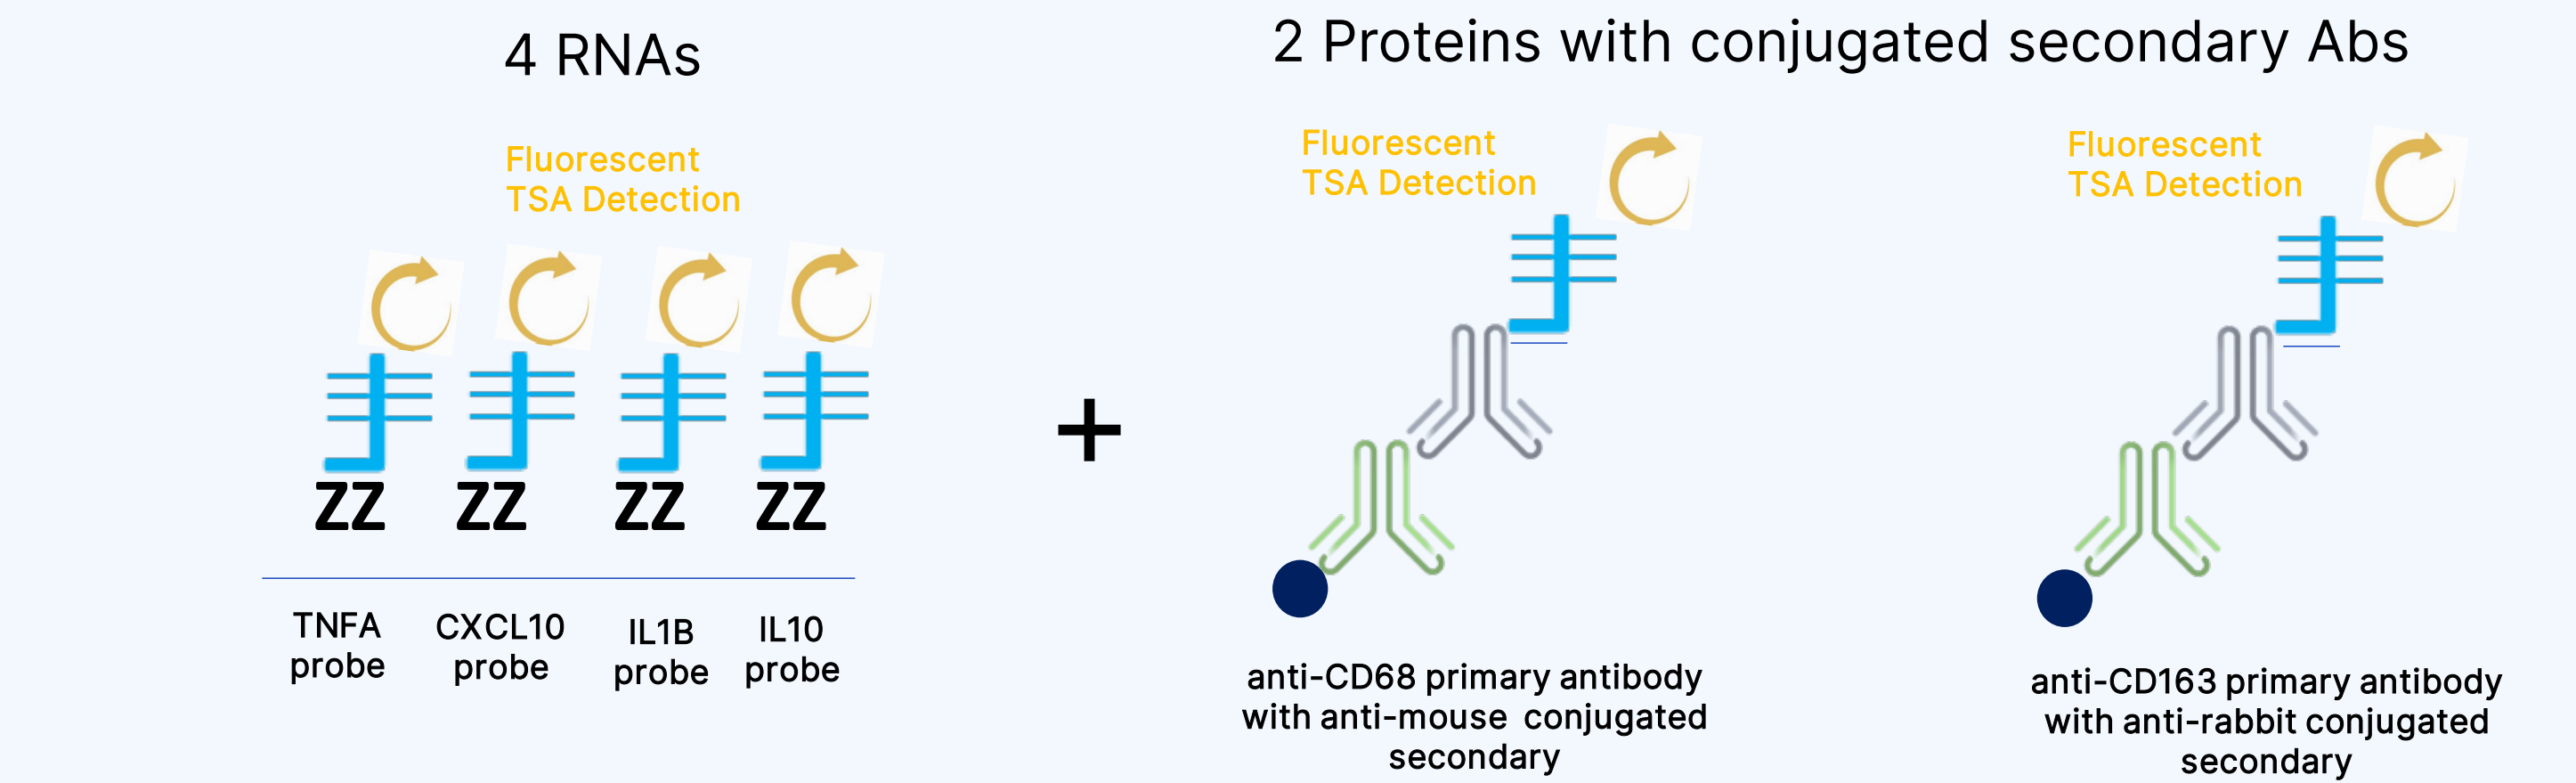 4 RNAs
2 Proteins with conjugated secondary Abs
Fluorescent
TSA Detection
Fluorescent
TSA Detection
Fluorescent
TSA Detection
ZZ
ZZ
ZZ
ZZ
+
TNFA
probe
CXCL10
probe
IL1B
probe
IL10
probe
anti-CD68 primary antibody
with anti-mouse conjugated
secondary
anti-CD163 primary antibody
with anti-rabbit conjugated
secondary